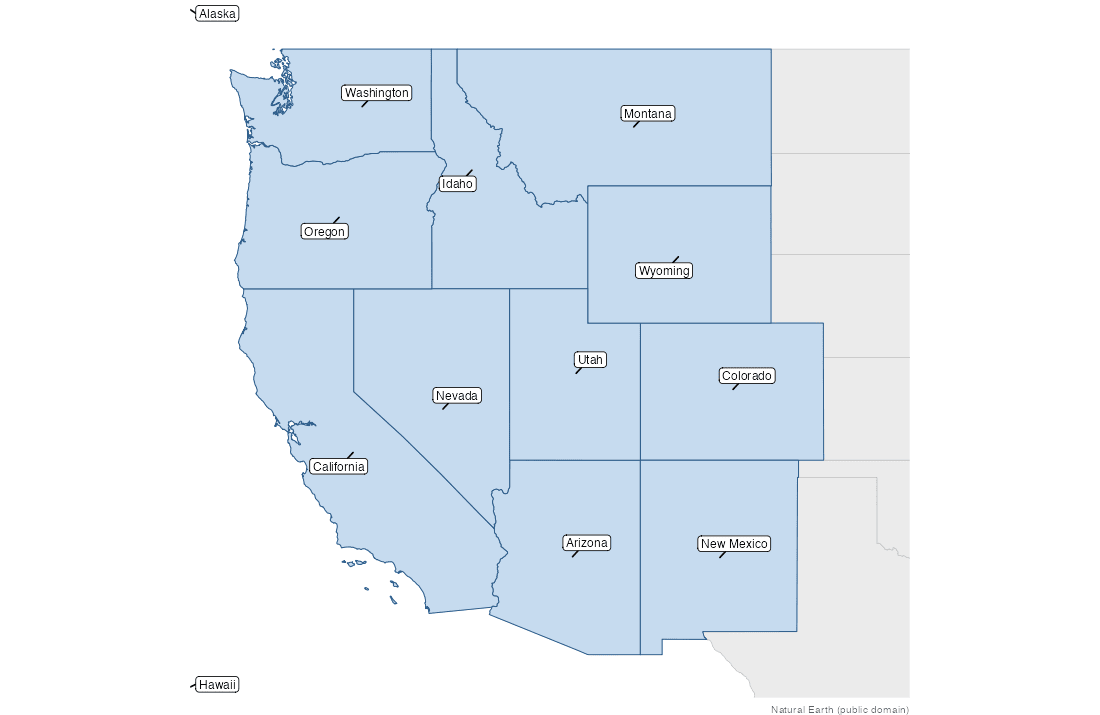 Alaska
Washington
Montana
Idaho
Oregon
Wyoming
Utah
Colorado
Nevada
California
Arizona
New Mexico
Hawaii
Natural Earth (public domain)